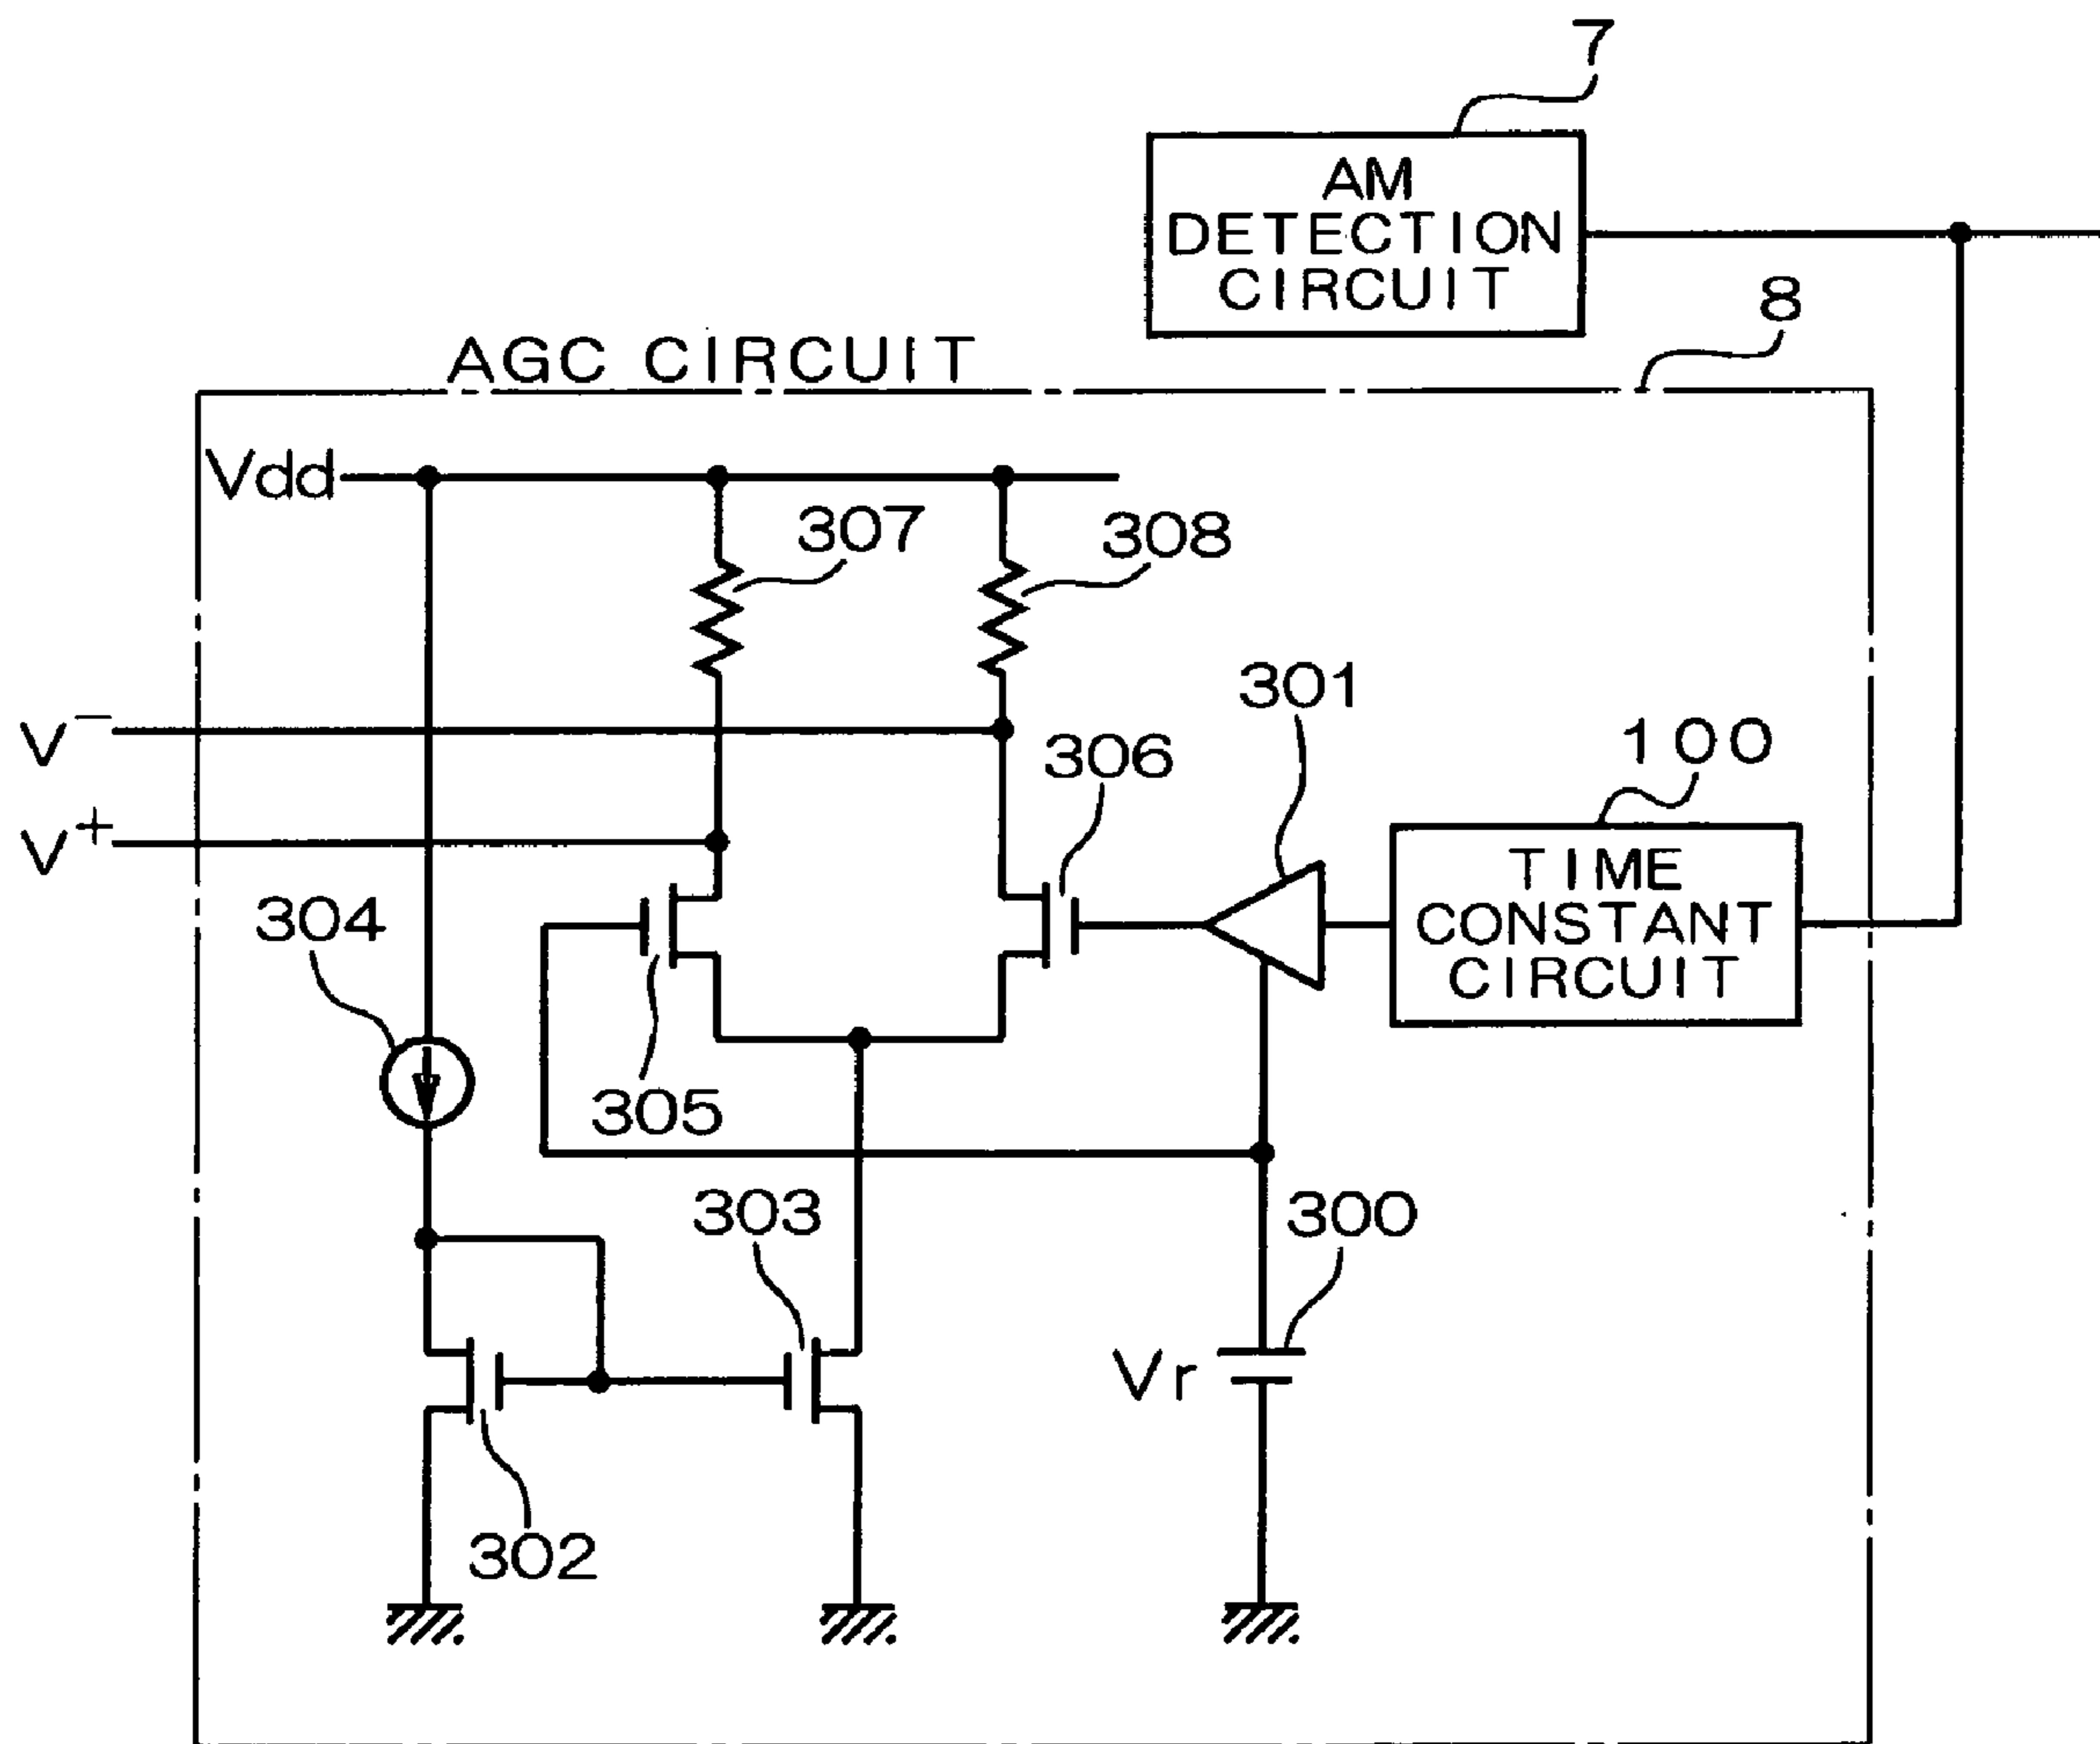 7
AM
DETECTION
CIRCUIT
8
AGC CIRCUIT
Vdd
307
308
301
V−
306
100
V+
TIME
CONSTANT
CIRCUIT
304
305
303
300
Vr
302